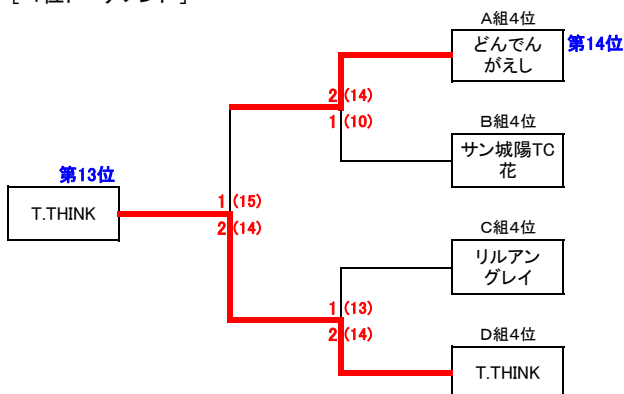 A組4位
どんでん
がえし
第14位
2 (14)
1 (10)
B組4位
サン城陽TC
花
第13位
T.THINK
1 (15)
2 (14)
C組4位
リルアン
グレイ
1 (13)
2 (14)
D組4位
T.THINK